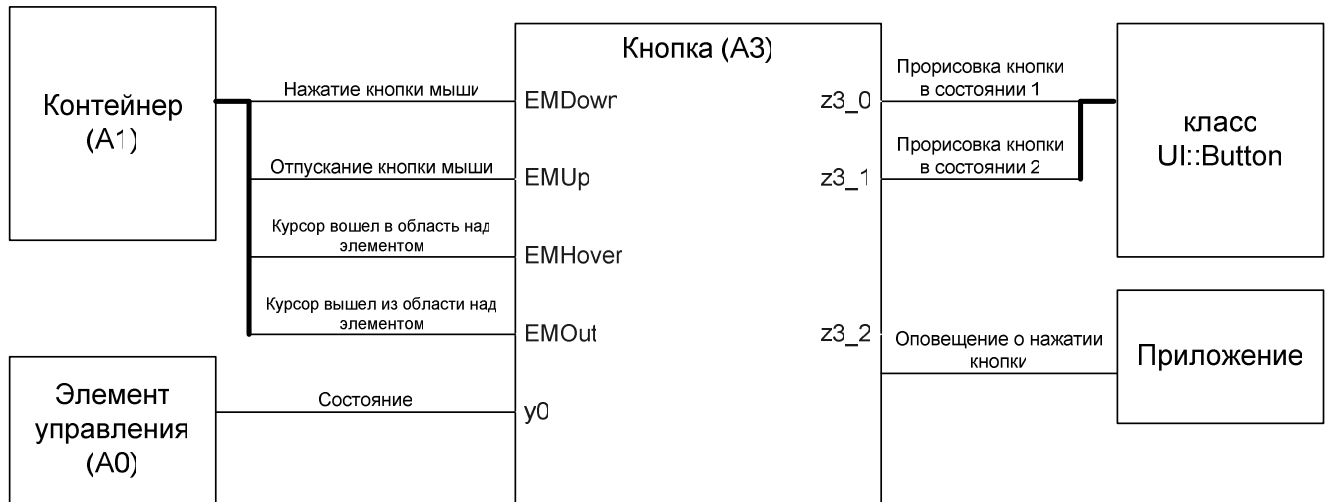 Контейнер
(A1)
Нажатие кнопки мыши
Отпускание кнопки мыши
Курсор вошел в область над
элементом
Курсор вышел из области над
элементом
Элемент
управления
(A0)
Состояние
Кнопка (A3)
EMDown
EMUp
EMHover
EMOut
y0
z3_0
z3_1
z3_2
Прорисовка кнопки
в состоянии 1
Прорисовка кнопки
в состоянии 2
Оповещение о нажатии
кнопки
класс
UI::Button
Приложение